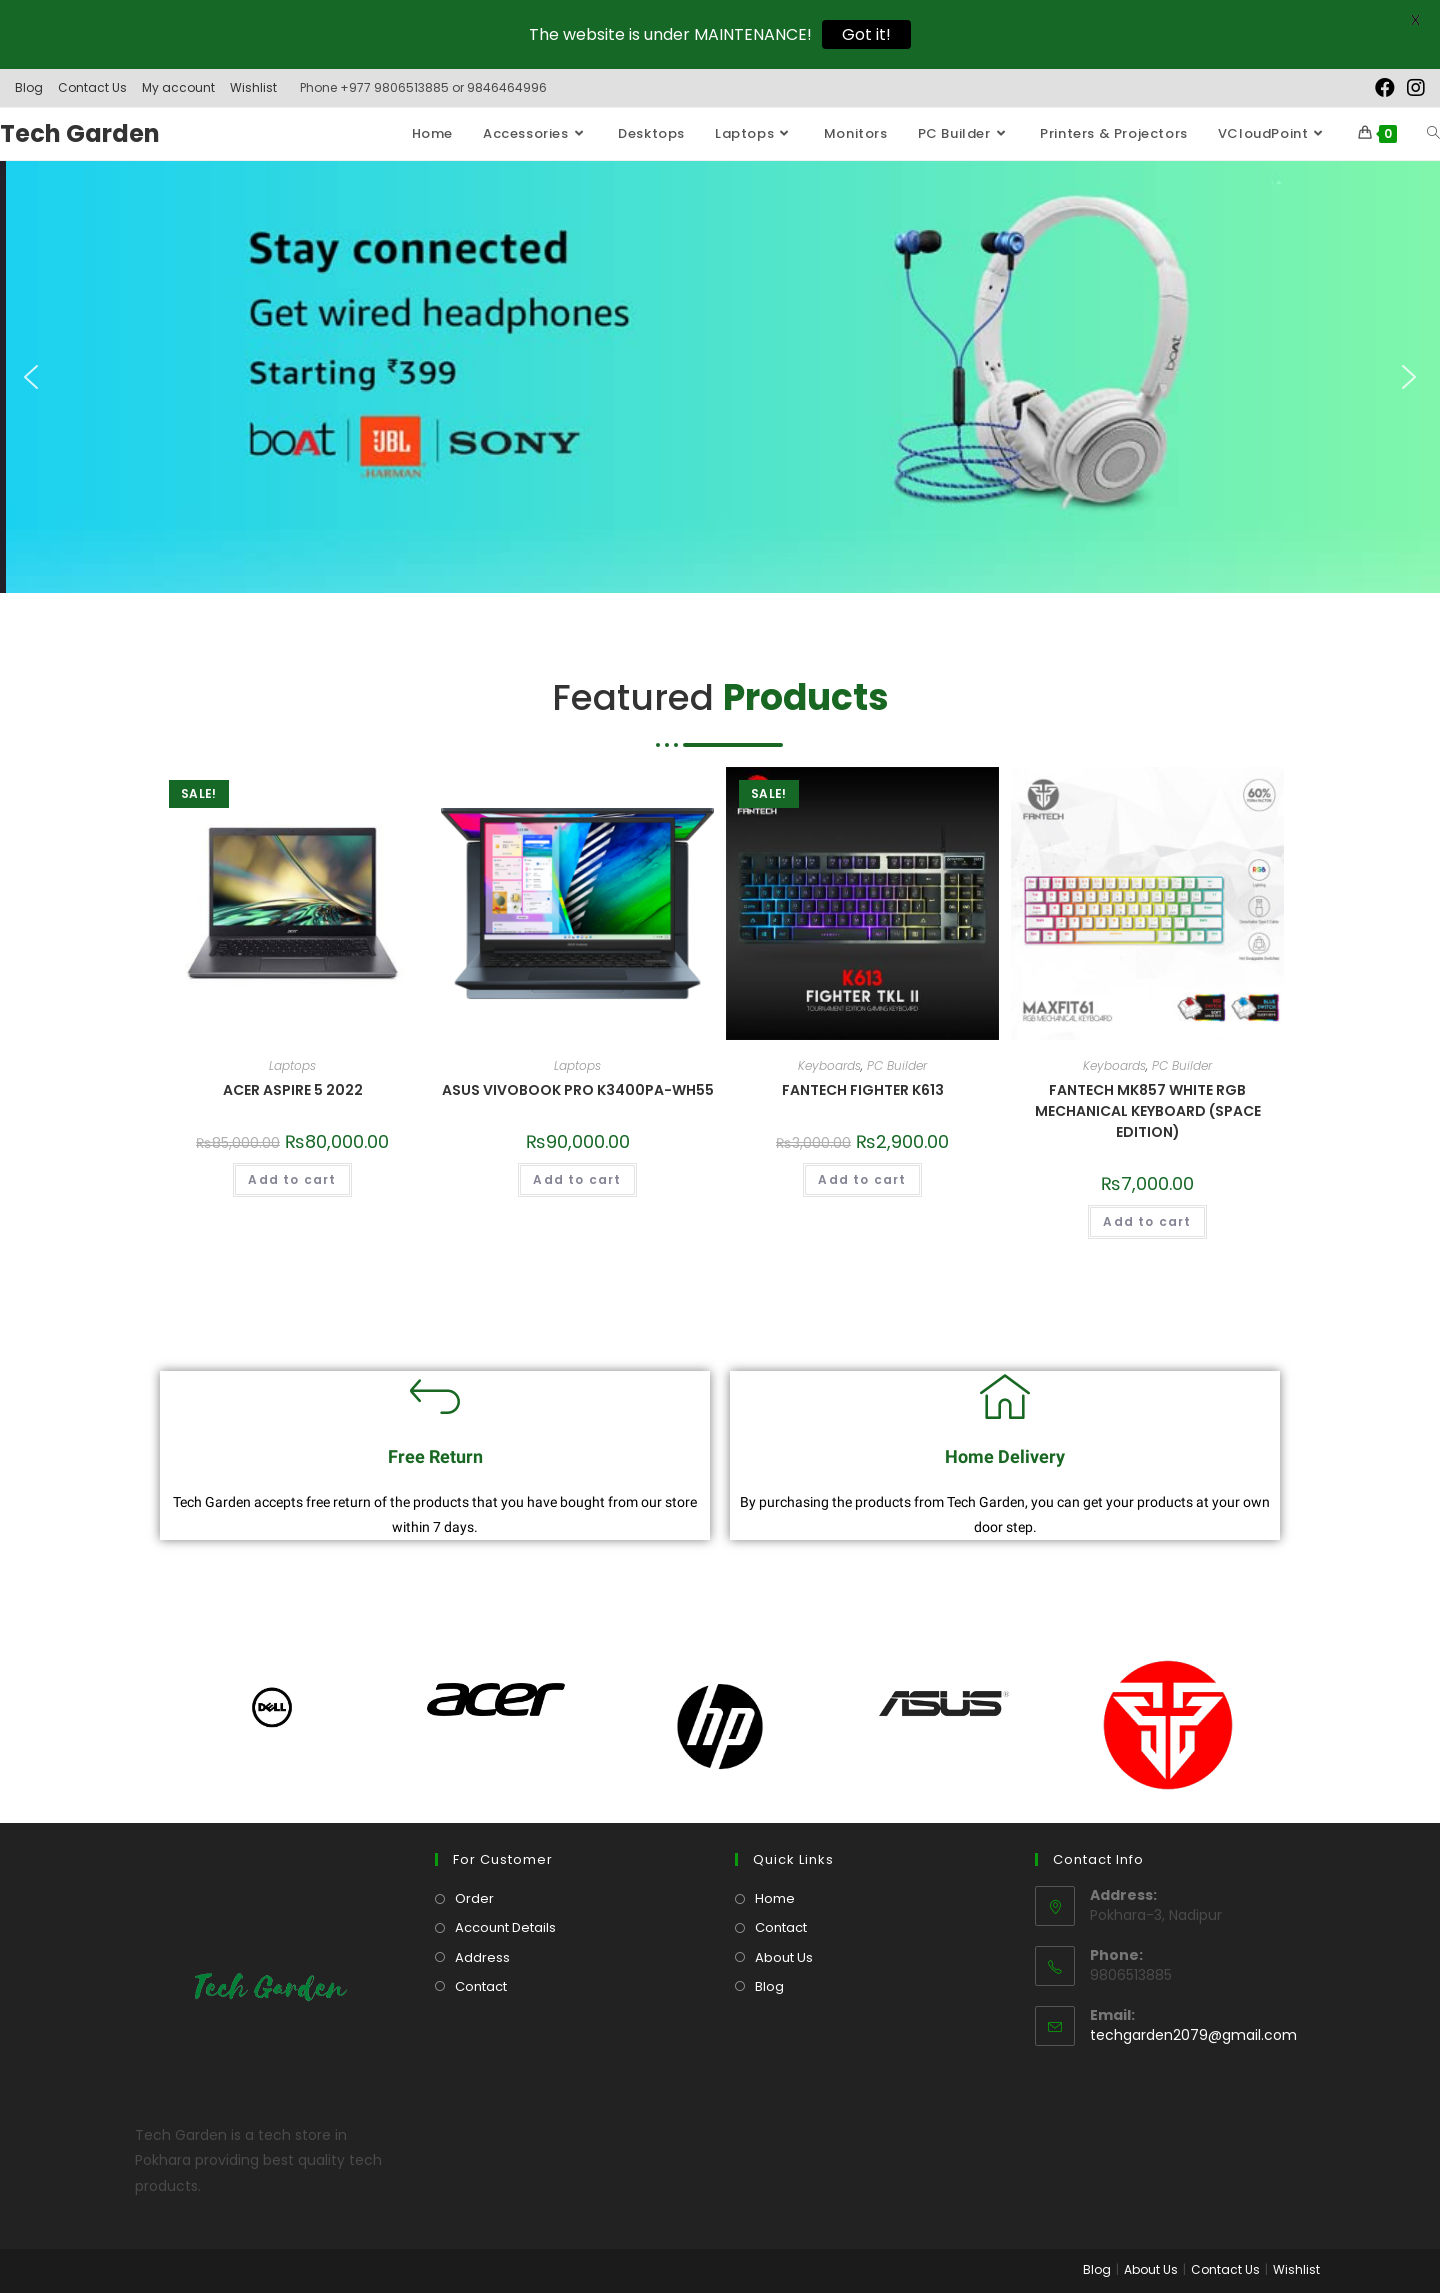 The website is under MAINTENANCE! Got it! X
Blog Contact Us My account Wishlist Phone +977 9806513885 or 9846464996
Tech Garden
Home Accessories Desktops Laptops Monitors PC Builder Printers & Projectors VCloudPoint 0
Stay connected
Get wired headphones
Starting ₹399
boAt JBL SONY
by HARMAN
boAt
Featured Products
SALE!
acer
SALE!
FANTECH
K613
FIGHTER TKL II
TOURNAMENT EDITION GAMING KEYBOARD
FANTECH
60%
RGB
MAXFIT61
RGB MECHANICAL KEYBOARD
Laptops
ACER ASPIRE 5 2022
₨85,000.00 ₨80,000.00
Add to cart
Laptops
ASUS VIVOBOOK PRO K3400PA-WH55
₨90,000.00
Add to cart
Keyboards, PC Builder
FANTECH FIGHTER K613
₨3,000.00 ₨2,900.00
Add to cart
Keyboards, PC Builder
FANTECH MK857 WHITE RGB
MECHANICAL KEYBOARD (SPACE
EDITION)
₨7,000.00
Add to cart
Free Return
Tech Garden accepts free return of the products that you have bought from our store
within 7 days.
Home Delivery
By purchasing the products from Tech Garden, you can get your products at your own
door step.
DELL acer hp ASUS
Tech Garden
Tech Garden is a tech store in
Pokhara providing best quality tech
products.
For Customer
Order
Account Details
Address
Contact
Quick Links
Home
Contact
About Us
Blog
Contact Info
Address:
Pokhara-3, Nadipur
Phone:
9806513885
Email:
techgarden2079@gmail.com
Blog About Us Contact Us Wishlist